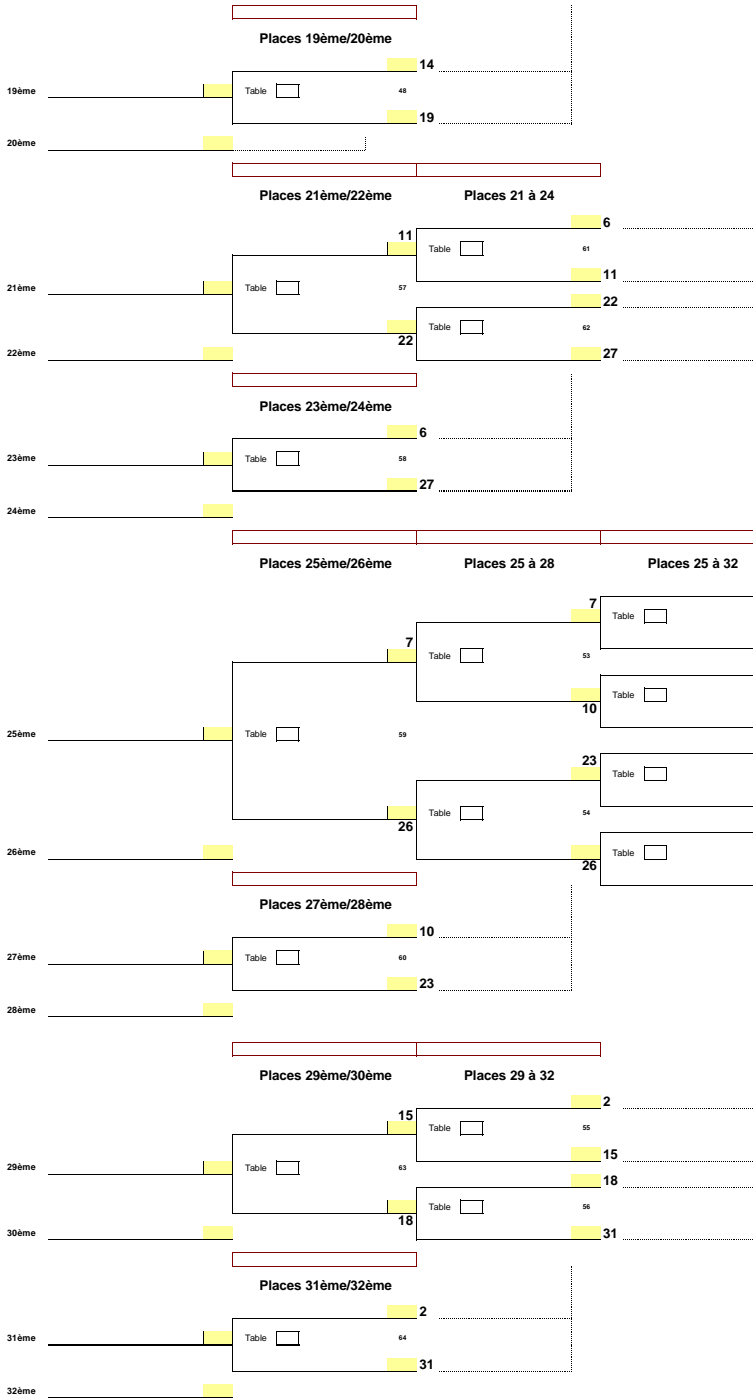 Places 19ème/20ème
14
19ème Table 48
19
20ème
Places 21ème/22ème Places 21 à 24
6
11 Table 61
11
21ème Table 57
22
Table 62
22
22ème 27
Places 23ème/24ème
6
23ème Table 58
27
24ème
Places 25ème/26ème Places 25 à 28 Places 25 à 32
7 Table
7 Table 53
Table
10
25ème Table 59
23
Table
26 Table 54
26ème Table
26
Places 27ème/28ème
10
27ème Table 60
23
28ème
Places 29ème/30ème Places 29 à 32
2
15 Table 55
15
29ème Table 63
18
Table 56
18
30ème 31
Places 31ème/32ème
2
31ème Table 64
31
32ème